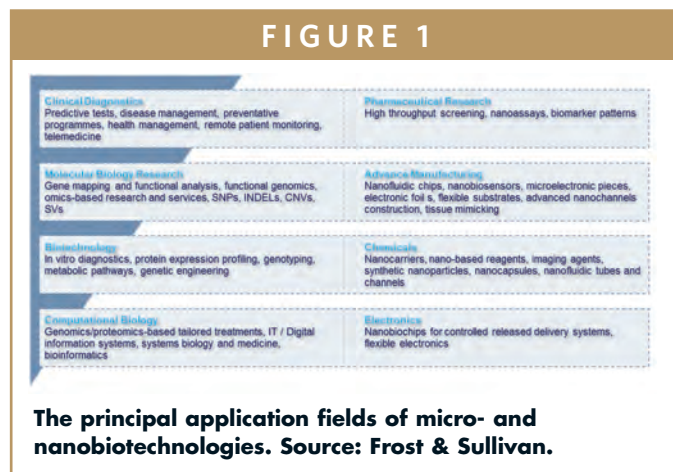 FIGURE 1
Clinical Diagnostics
Predictive tests, disease management, preventative
programmes, health management, remote patient monitoring,
telemedicine
Pharmaceutical Research
High throughput screening, nanoassays, biomarker patterns
Molecular Biology Research
Gene mapping and functional analysis, functional genomics,
omics-based research and services, SNPs, INDELs, CNVs,
SVs
Advance Manufacturing
Nanofluidic chips, nanobiosensors, microelectronic pieces,
electronic foil s, flexible substrates, advanced nanochannels
construction, tissue mimicking
Biotechnology
In vitro diagnostics, protein expression profiling, genotyping,
metabolic pathways, genetic engineering
Chemicals
Nanocarriers, nano-based reagents, imaging agents,
synthetic nanoparticles, nanocapsules, nanofluidic tubes and
channels
Computational Biology
Genomics/proteomics-based tailored treatments, IT / Digital
information systems, systems biology and medicine,
bioinformatics
Electronics
Nanobiochips for controlled released delivery systems,
flexible electronics
The principal application fields of micro- and
nanobiotechnologies. Source: Frost & Sullivan.